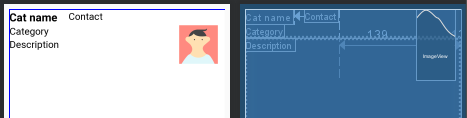 Cat name Contact
Category
Description
Cat name Contact
Category 139
Description
ImageView